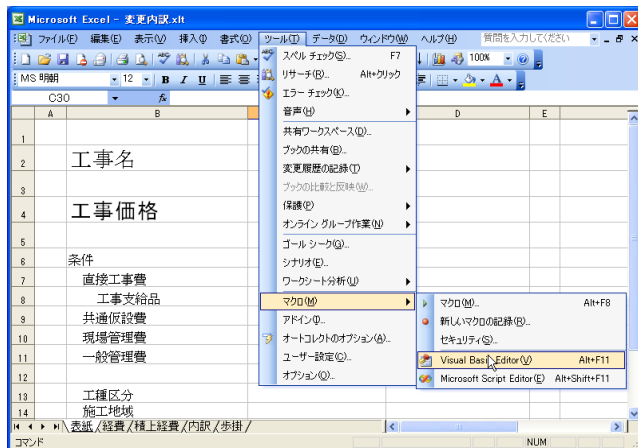 Microsoft Excel - 変更内訳.xlt
ファイル(F) 編集(E) 表示(V) 挿入(I) 書式(O) ツール(T) データ(D) ウィンドウ(W) ヘルプ(H) 質問を入力してください
100%
MS 明朝 12 B I U A
C30 fx
A B D E
1
2 工事名
3
4 工事価格
5
6 条件
7 直接工事費
8 工事支給品
9 共通仮設費
10 現場管理費
11 一般管理費
12
13 工種区分
14 施工地域
スペル チェック(S)... F7
リサーチ(R)... Alt+クリック
エラー チェック(K)...
音声(H)
共有ワークスペース(D)...
ブックの共有(B)...
変更履歴の記録(T)
ブックの比較と反映(W)...
保護(P)
オンライン グループ作業(N)
ゴール シーク(G)...
シナリオ(E)...
ワークシート分析(U)
マクロ(M)
アドイン(I)...
オートコレクトのオプション(A)...
ユーザー設定(C)...
オプション(O)...
マクロ(M)... Alt+F8
新しいマクロの記録(R)...
セキュリティ(S)...
Visual Basic Editor(V) Alt+F11
Microsoft Script Editor(E) Alt+Shift+F11
表紙 / 経費 / 積上経費 / 内訳 / 歩掛 /
コマンド NUM